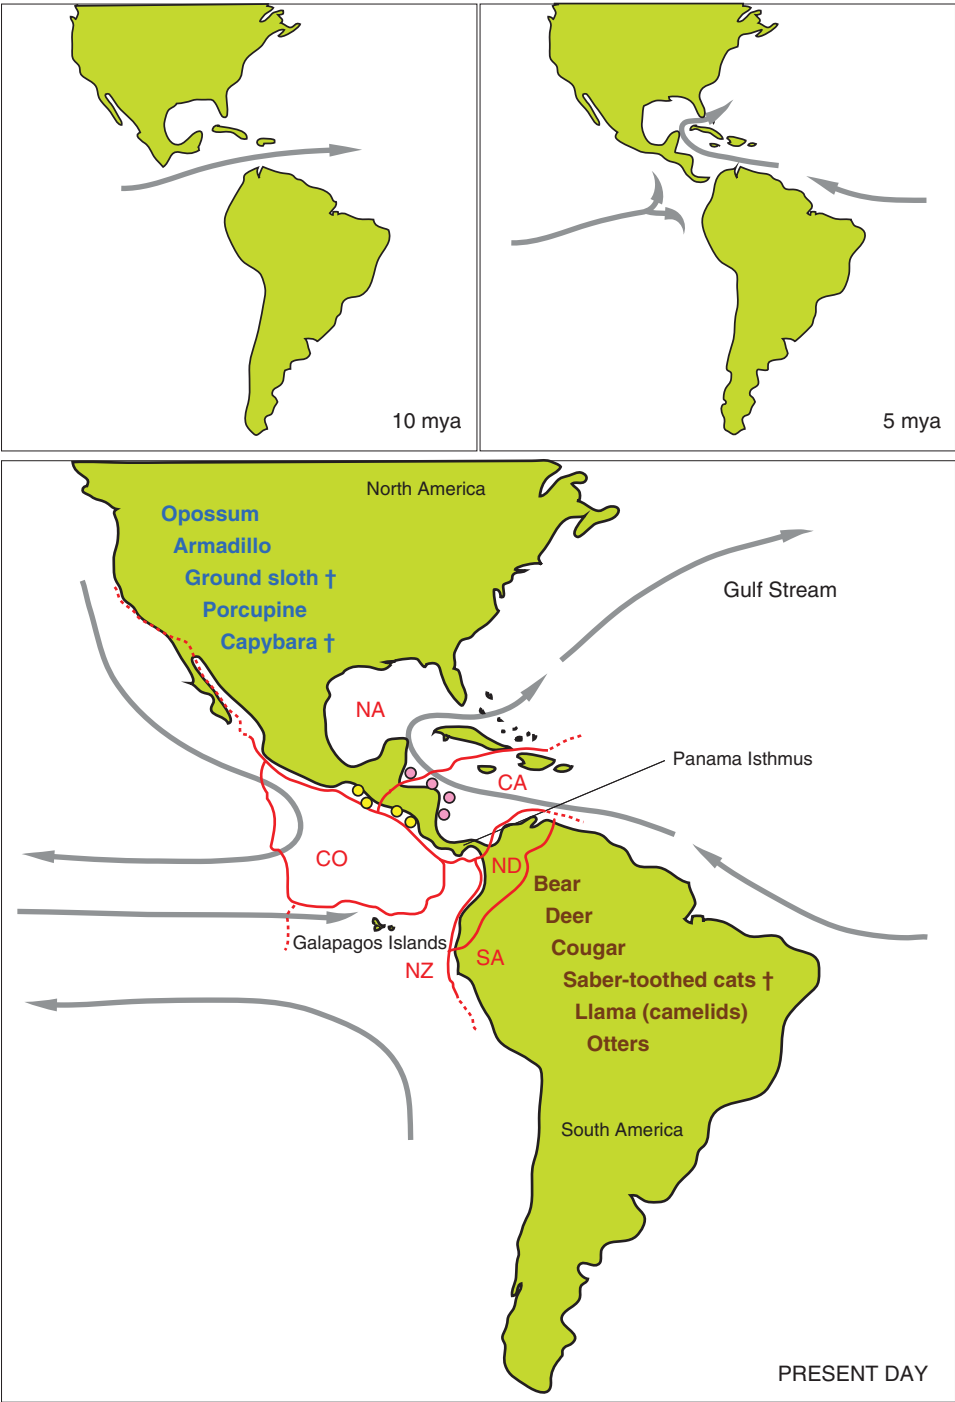 10 mya
5 mya
North America
Opossum
Armadillo
Ground sloth †
Porcupine
Capybara †
Gulf Stream
NA
Panama Isthmus
CA
CO
ND
Bear
Deer
Galapagos Islands
Cougar
NZ
SA
Saber-toothed cats †
Llama (camelids)
Otters
South America
PRESENT DAY